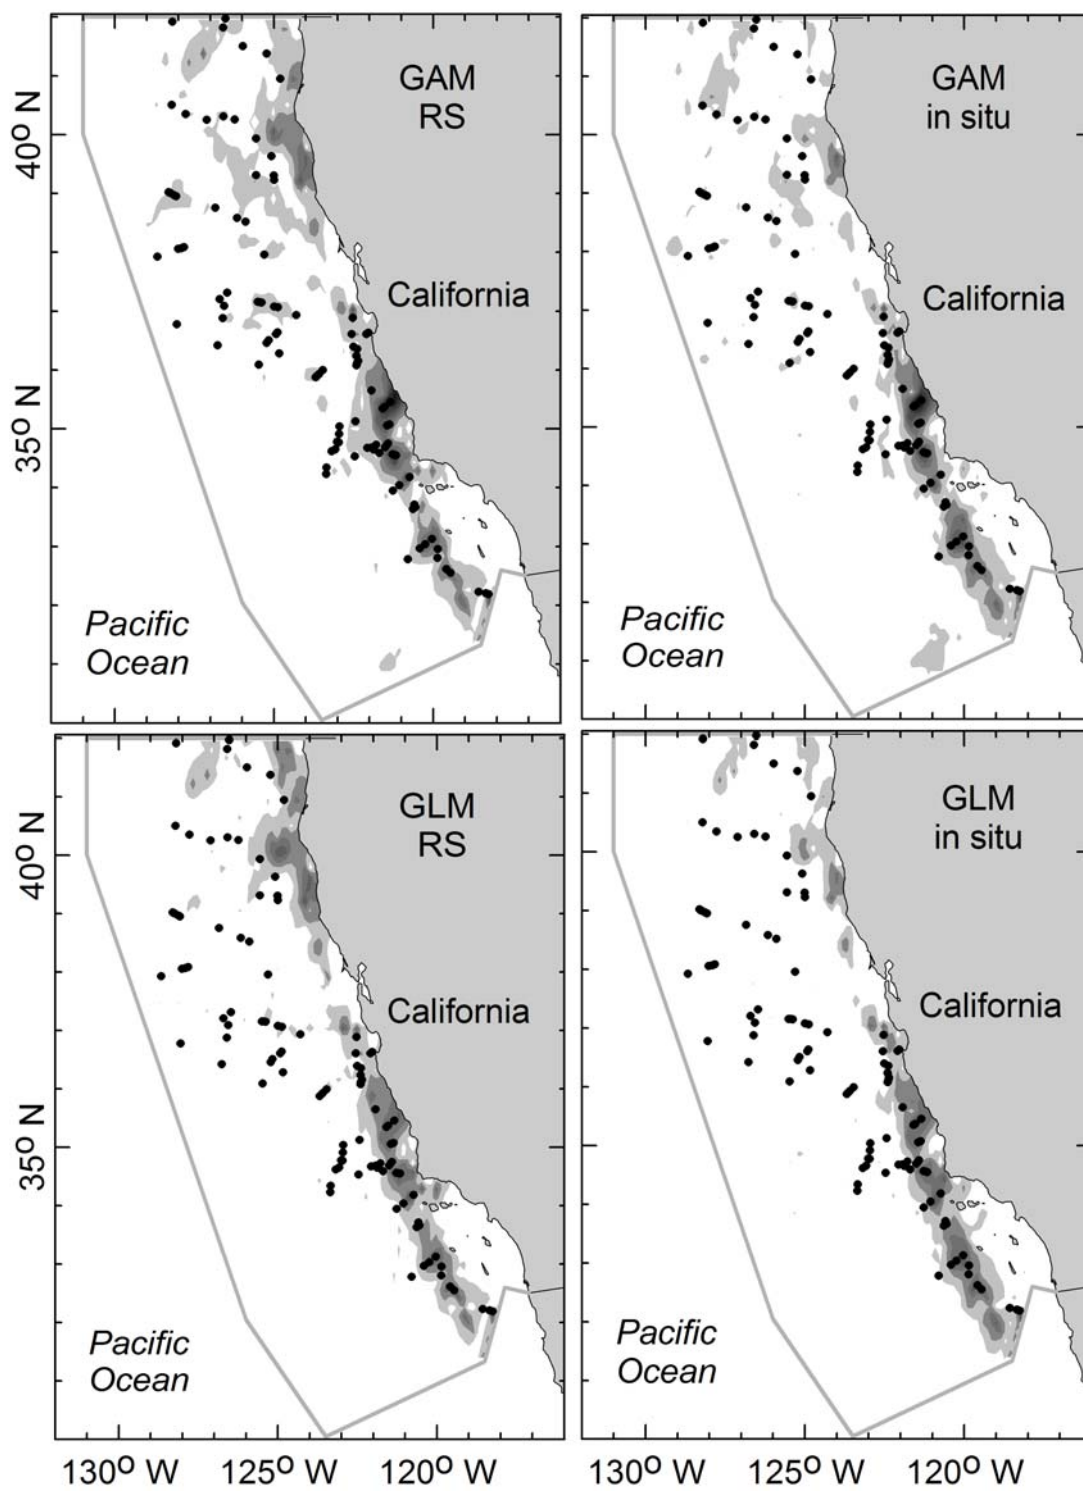 GAM
RS
40° N
California
35° N
Pacific
Ocean
GAM
in situ
California
Pacific
Ocean
GLM
RS
40° N
California
35° N
Pacific
Ocean
130° W 125° W 120° W
GLM
in situ
California
Pacific
Ocean
130° W 125° W 120° W